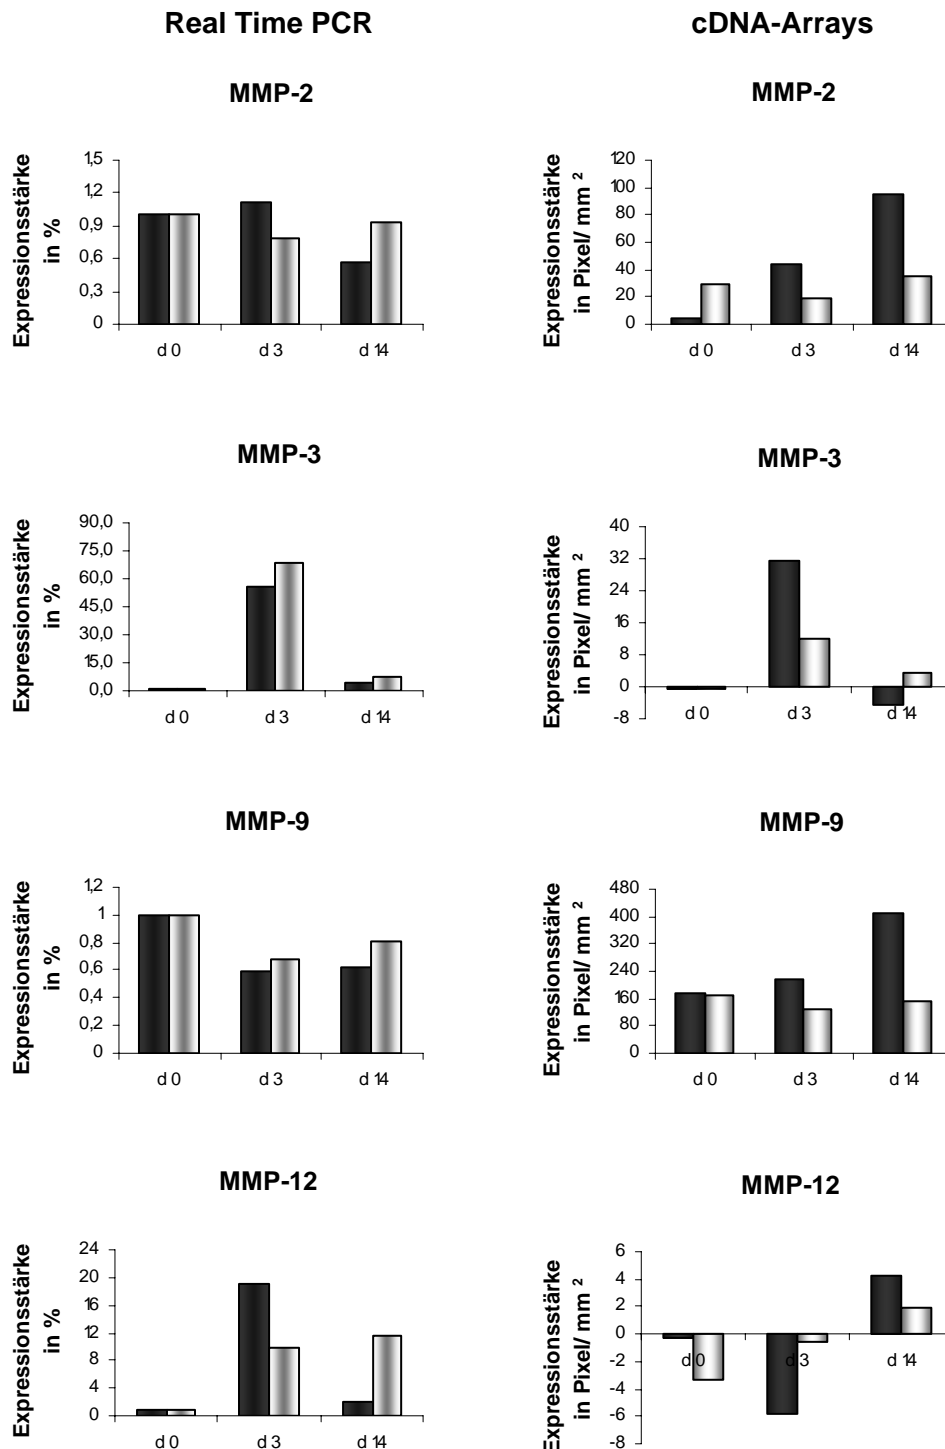 Real Time PCR
cDNA-Arrays
MMP-2
Expressionsstärke
in %
1,5
1,2
0,9
0,6
0,3
0
d 0
d 3
d 14
MMP-2
Expressionsstärke
in Pixel/ mm ²
120
100
80
60
40
20
0
d 0
d 3
d 14
MMP-3
Expressionsstärke
in %
90,0
75,0
60,0
45,0
30,0
15,0
0,0
d 0
d 3
d 14
MMP-3
Expressionsstärke
in Pixel/ mm ²
40
32
24
16
8
0
-8
d 0
d 3
d 14
MMP-9
Expressionsstärke
in %
1,2
1
0,8
0,6
0,4
0,2
0
d 0
d 3
d 14
MMP-9
Expressionsstärke
in Pixel/ mm ²
480
400
320
240
160
80
0
d 0
d 3
d 14
MMP-12
Expressionsstärke
in %
24
20
16
12
8
4
0
d 0
d 3
d 14
MMP-12
Expressionsstärke
in Pixel/ mm ²
6
4
2
0
-2
-4
-6
-8
d 0
d 3
d 14